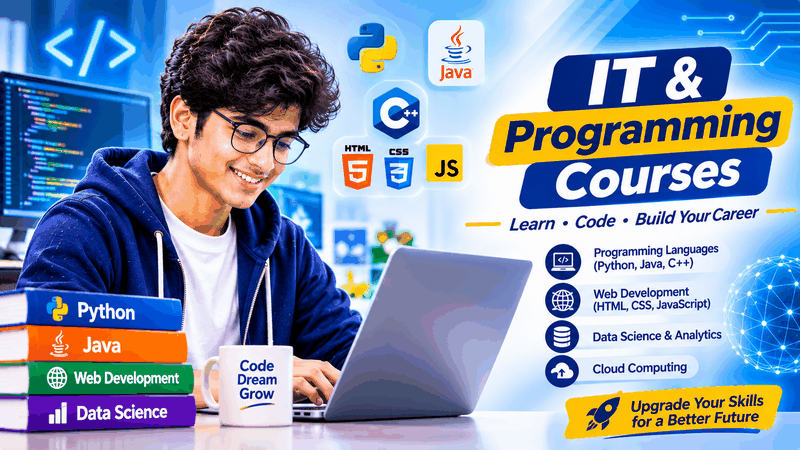 </>
Java
C++
HTML
5
CSS
3
JS
IT &
Programming
Courses
Learn • Code • Build Your Career
</>
Programming Languages
(Python, Java, C++)
Web Development
(HTML, CSS, JavaScript)
Data Science & Analytics
Cloud Computing
Upgrade Your Skills
for a Better Future
Python
Java
Web Development
Data Science
Code
Dream
Grow